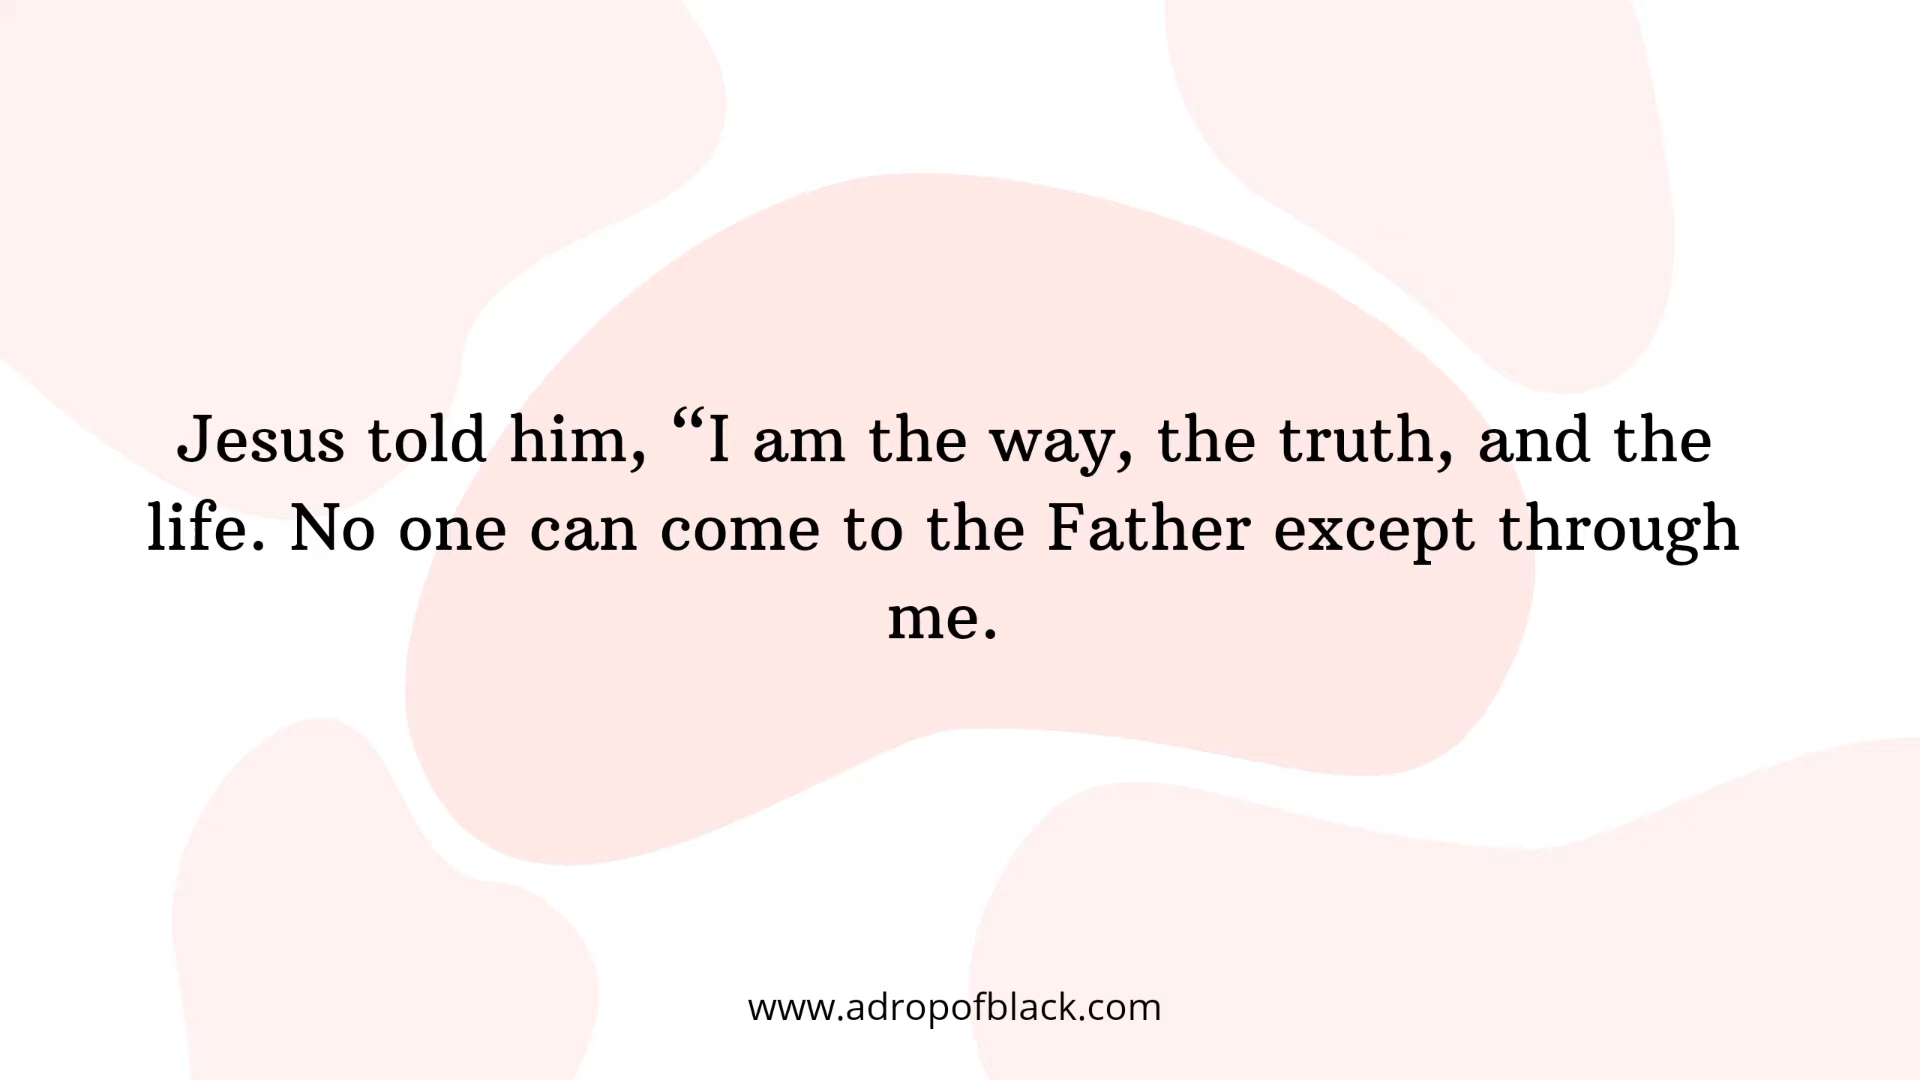 Jesus told him, “I am the way, the truth, and the
life. No one can come to the Father except through
me.
www.adropofblack.com